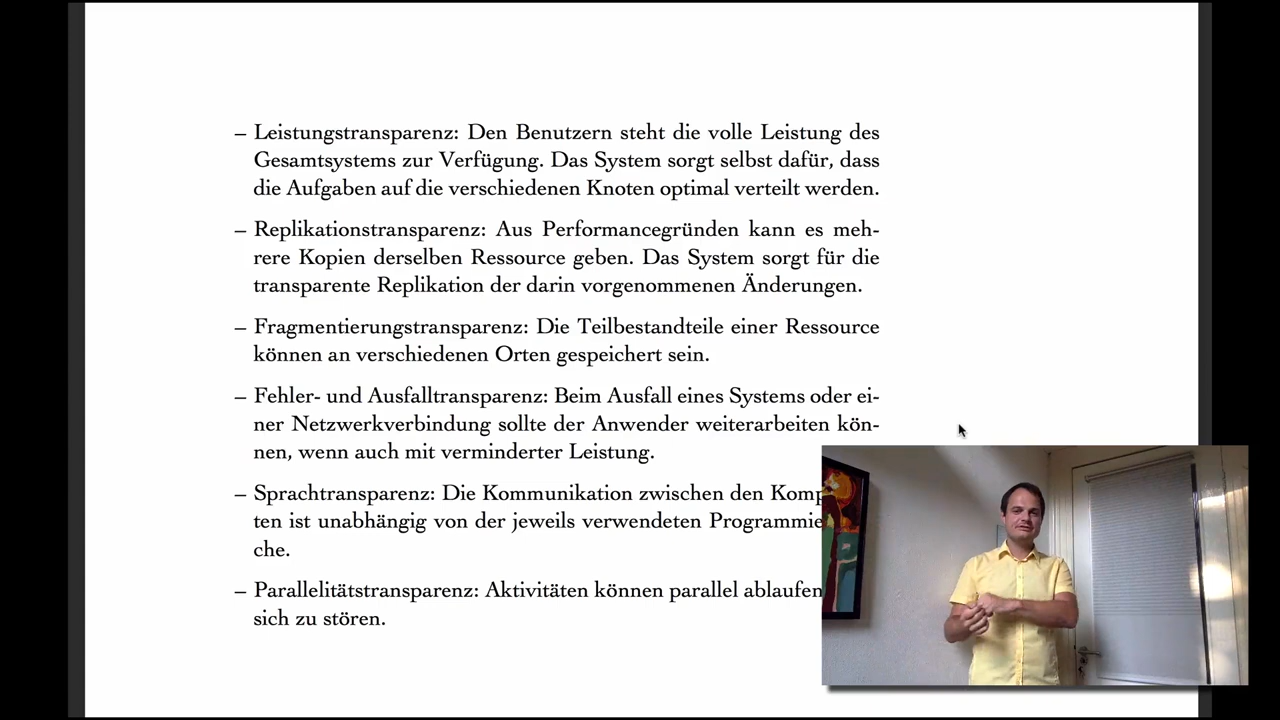 – Leistungstransparenz: Den Benutzern steht die volle Leistung des
Gesamtsystems zur Verfügung. Das System sorgt selbst dafür, dass
die Aufgaben auf die verschiedenen Knoten optimal verteilt werden.
– Replikationstransparenz: Aus Performancegründen kann es meh-
rere Kopien derselben Ressource geben. Das System sorgt für die
transparente Replikation der darin vorgenommenen Änderungen.
– Fragmentierungstransparenz: Die Teilbestandteile einer Ressource
können an verschiedenen Orten gespeichert sein.
– Fehler- und Ausfalltransparenz: Beim Ausfall eines Systems oder ei-
ner Netzwerkverbindung sollte der Anwender weiterarbeiten kön-
nen, wenn auch mit verminderter Leistung.
– Sprachtransparenz: Die Kommunikation zwischen den
ten ist unabhängig von der jeweils verwendeten
che.
– Parallelitätstransparenz: Aktivitäten können parallel ablaufen
sich zu stören.